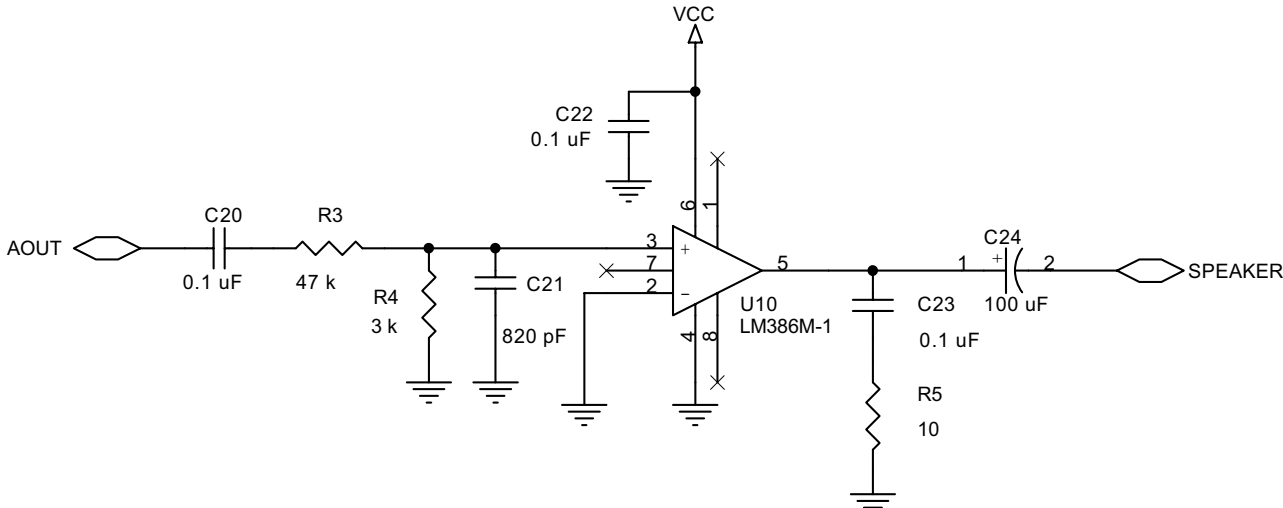 VCC
C22
0.1 uF
6
1
C20
R3
AOUT
3
+
C24
+
0.1 uF
47 k
7
5
1
2
SPEAKER
R4
3 k
C21
2
−
U10
LM386M-1
C23
100 uF
820 pF
4
8
0.1 uF
R5
10